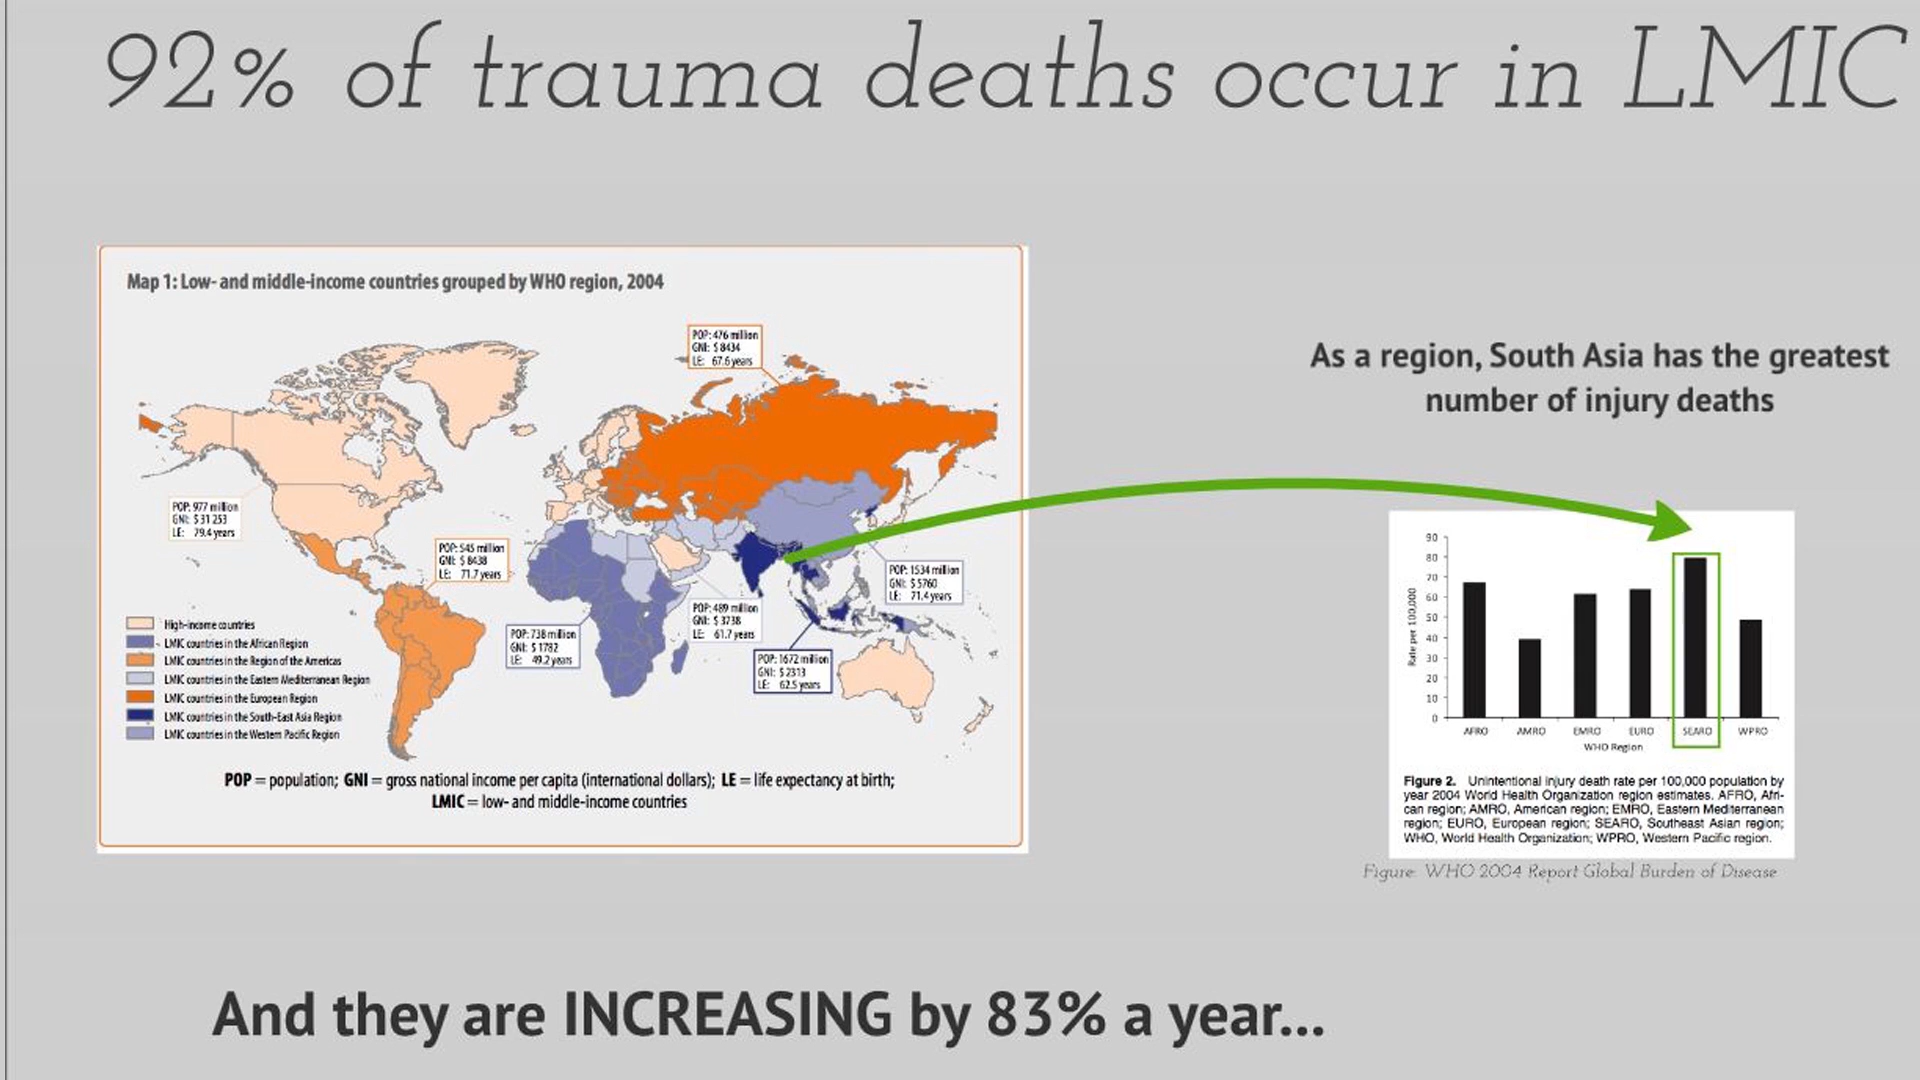 92% of trauma deaths occur in LMIC
Map 1: Low- and middle-income countries grouped by WHO region, 2004
POP: 476 million
GNI: $ 8434
LE: 67.6 years
POP: 977 million
GNI: $ 31 253
LE: 79.4 years
POP: 545 million
GNI: $ 8438
LE: 71.7 years
POP: 1534 million
GNI: $ 5760
LE: 71.4 years
POP: 489 million
GNI: $ 3738
LE: 61.7 years
POP: 738 million
GNI: $ 1782
LE: 49.2 years
POP: 1672 million
GNI: $ 2313
LE: 62.5 years
High-income countries
LMIC countries in the African Region
LMIC countries in the Region of the Americas
LMIC countries in the Eastern Mediterranean Region
LMIC countries in the European Region
LMIC countries in the South-East Asia Region
LMIC countries in the Western Pacific Region
POP = population; GNI = gross national income per capita (international dollars); LE = life expectancy at birth;
LMIC = low- and middle-income countries
As a region, South Asia has the greatest
number of injury deaths
Rate per 100,000
90
80
70
60
50
40
30
20
10
0
AFRO AMRO EMRO EURO SEARO WPRO
WHO Region
Figure 2. Unintentional injury death rate per 100,000 population by
year 2004 World Health Organization region estimates. AFRO, Afri-
can region; AMRO, American region; EMRO, Eastern Mediterranean
region; EURO, European region; SEARO, Southeast Asian region;
WHO, World Health Organization; WPRO, Western Pacific region.
Figure: WHO 2004 Report Global Burden of Disease
And they are INCREASING by 83% a year...